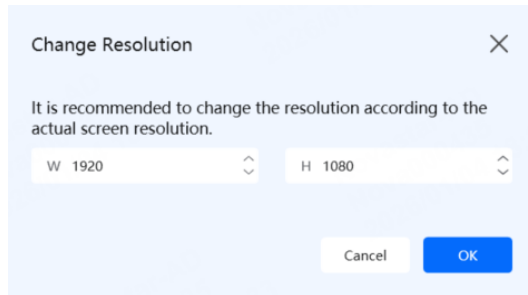 Change Resolution
It is recommended to change the resolution according to the
actual screen resolution.
W 1920 H 1080
Cancel OK